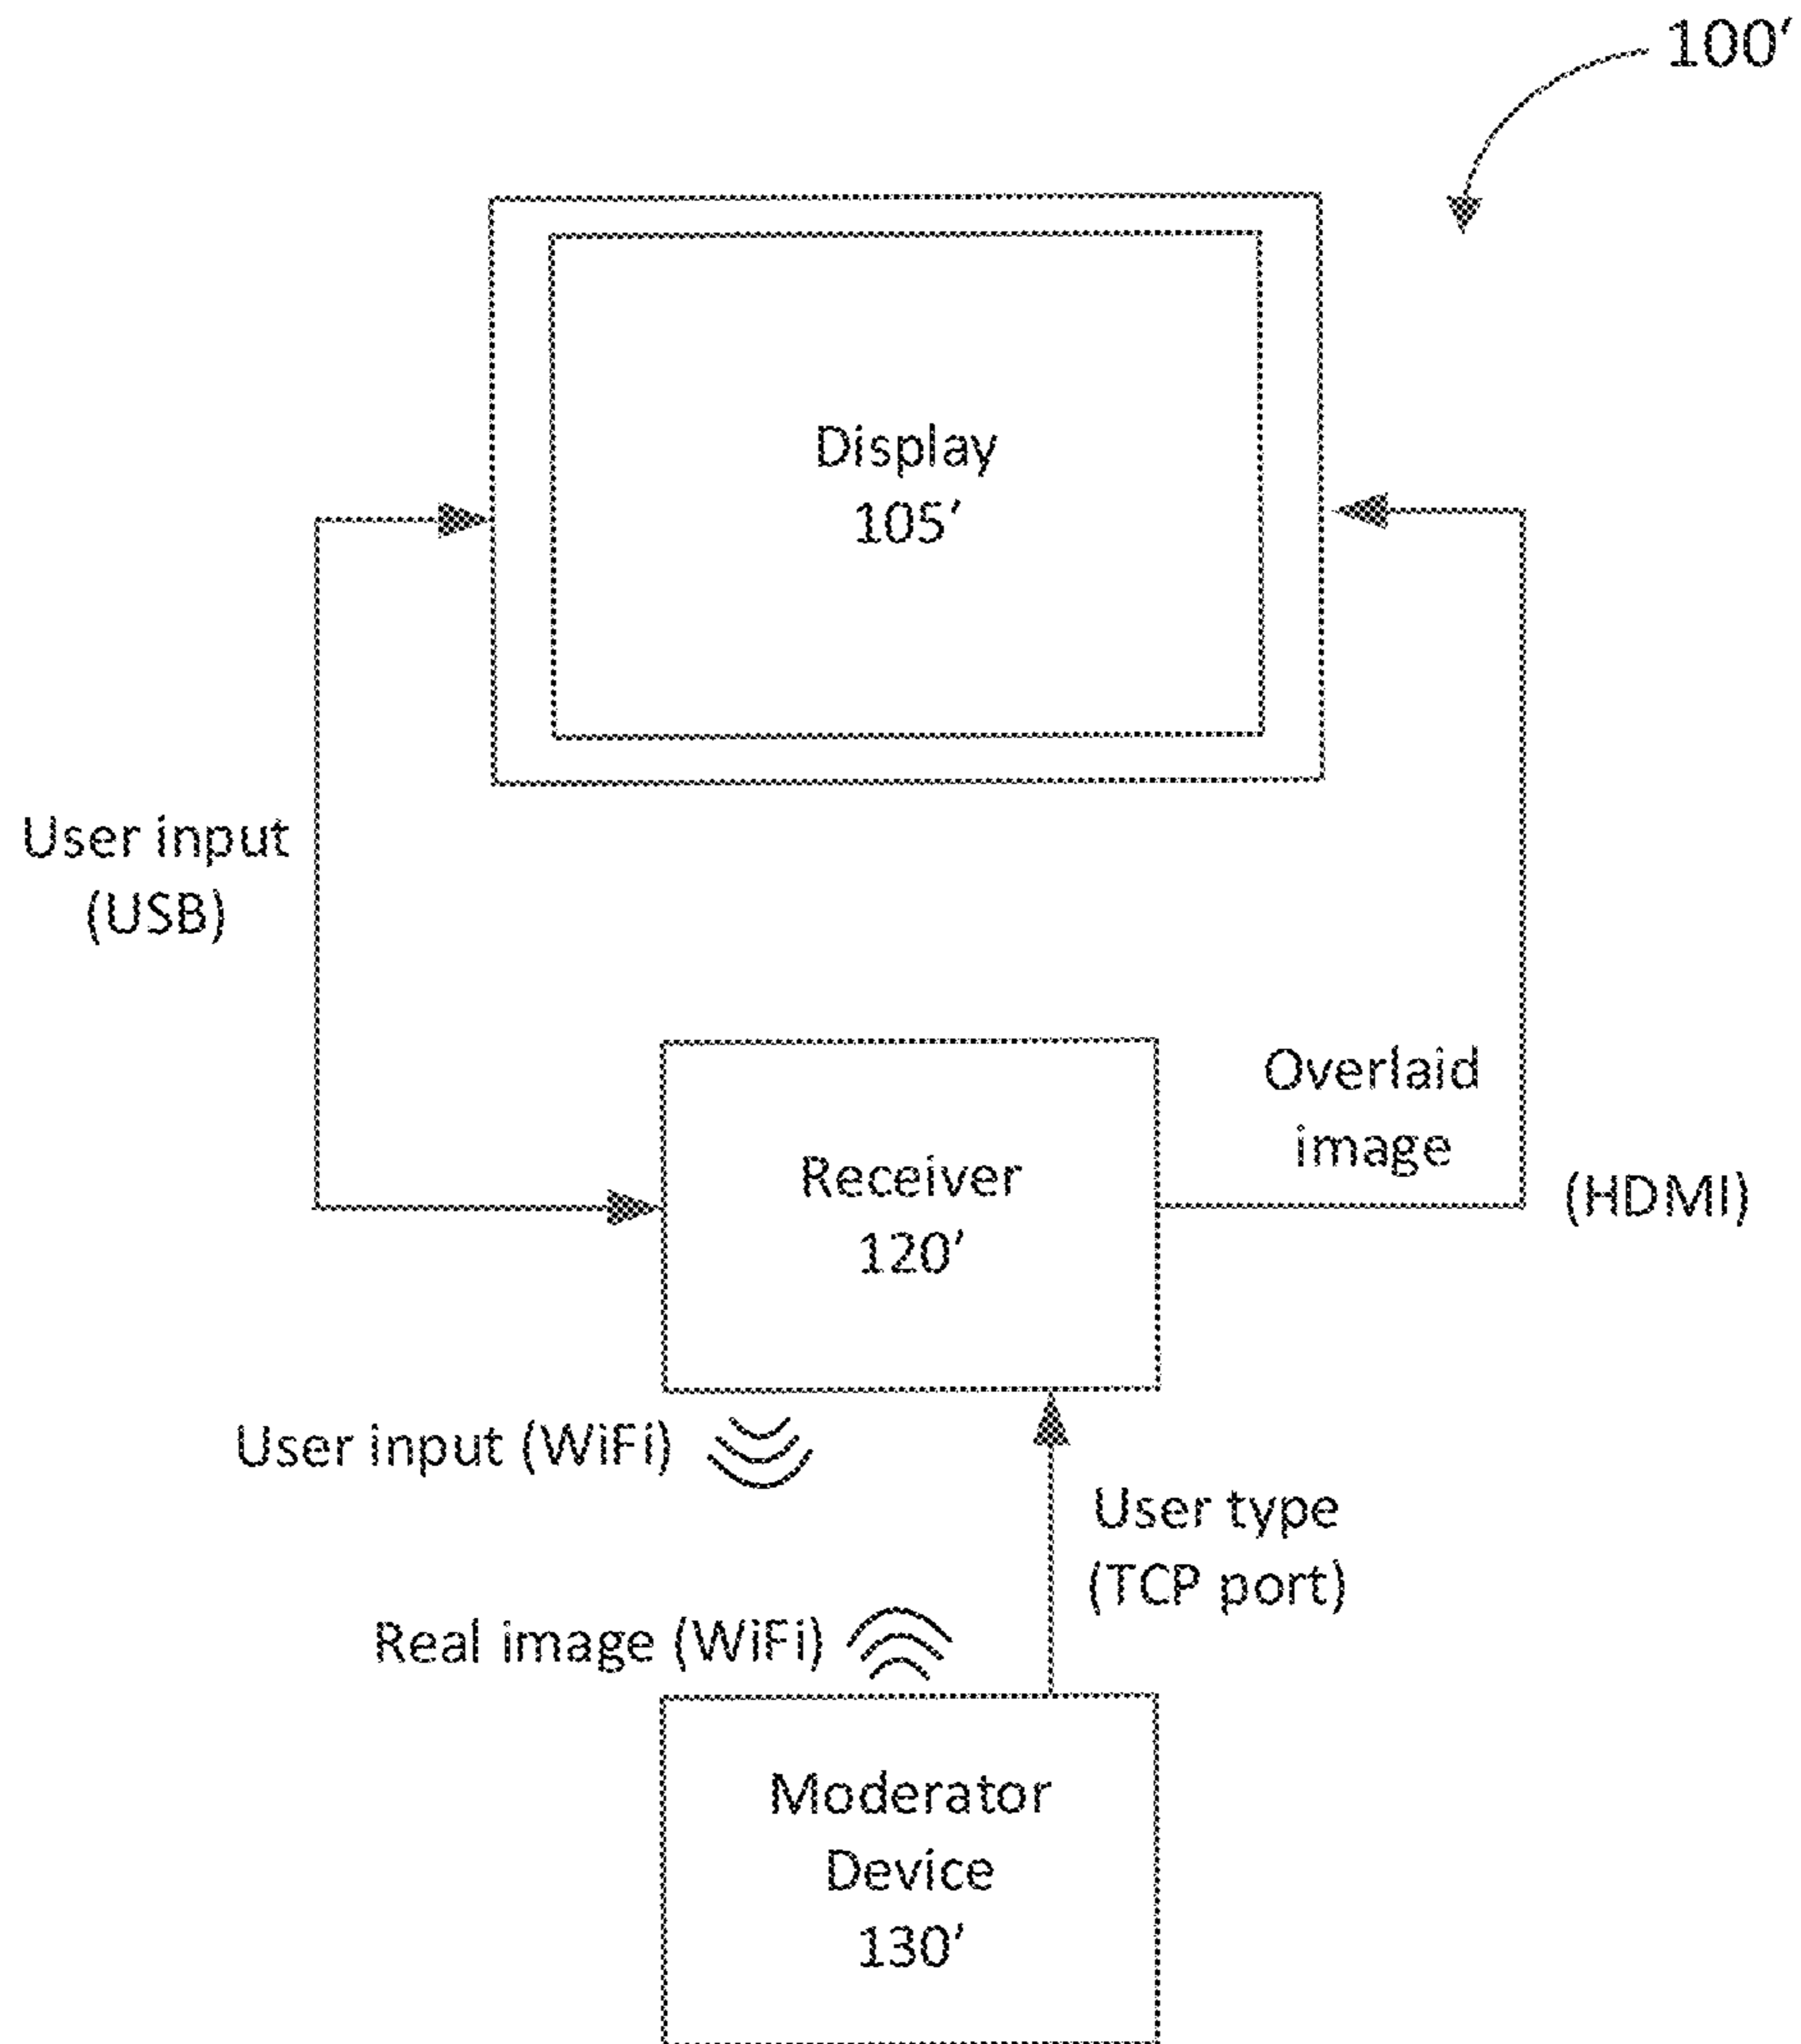 100′
Display
105′
User input
(USB)
Overlaid
image
(HDMI)
Receiver
120′
User input (WiFi)
User type
(TCP port)
Real image (WiFi)
Moderator
Device
130′